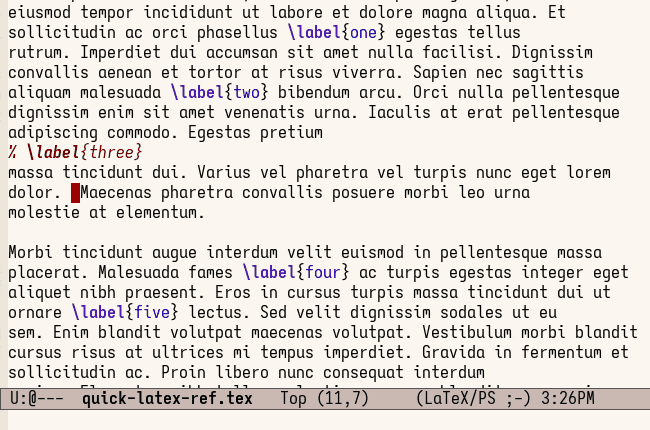 eiusmod tempor incididunt ut labore et dolore magna aliqua. Et
sollicitudin ac orci phasellus \label{one} egestas tellus
rutrum. Imperdiet dui accumsan sit amet nulla facilisi. Dignissim
convallis aenean et tortor at risus viverra. Sapien nec sagittis
aliquam malesuada \label{two} bibendum arcu. Orci nulla pellentesque
dignissim enim sit amet venenatis urna. Iaculis at erat pellentesque
adipiscing commodo. Egestas pretium
% \label{three}
massa tincidunt dui. Varius vel pharetra vel turpis nunc eget lorem
dolor. Maecenas pharetra convallis posuere morbi leo urna
molestie at elementum.
Morbi tincidunt augue interdum velit euismod in pellentesque massa
placerat. Malesuada fames \label{four} ac turpis egestas integer eget
aliquet nibh praesent. Eros in cursus turpis massa tincidunt dui ut
ornare \label{five} lectus. Sed velit dignissim sodales ut eu
sem. Enim blandit volutpat maecenas volutpat. Vestibulum morbi blandit
cursus risus at ultrices mi tempus imperdiet. Gravida in fermentum et
sollicitudin ac. Proin libero nunc consequat interdum
U:@--- quick-latex-ref.tex Top (11,7) (LaTeX/PS ;-) 3:26PM